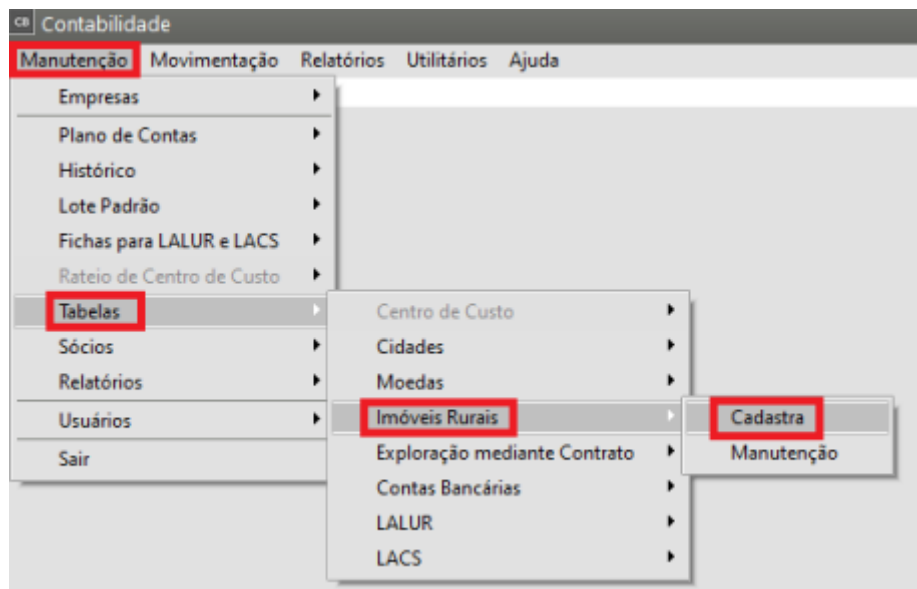 CB Contabilidade
Manutenção Movimentação Relatórios Utilitários Ajuda
Empresas
Plano de Contas
Histórico
Lote Padrão
Fichas para LALUR e LACS
Rateio de Centro de Custo
Tabelas
Sócios
Relatórios
Usuários
Sair
Centro de Custo
Cidades
Moedas
Imóveis Rurais
Exploração mediante Contrato
Contas Bancárias
LALUR
LACS
Cadastra
Manutenção